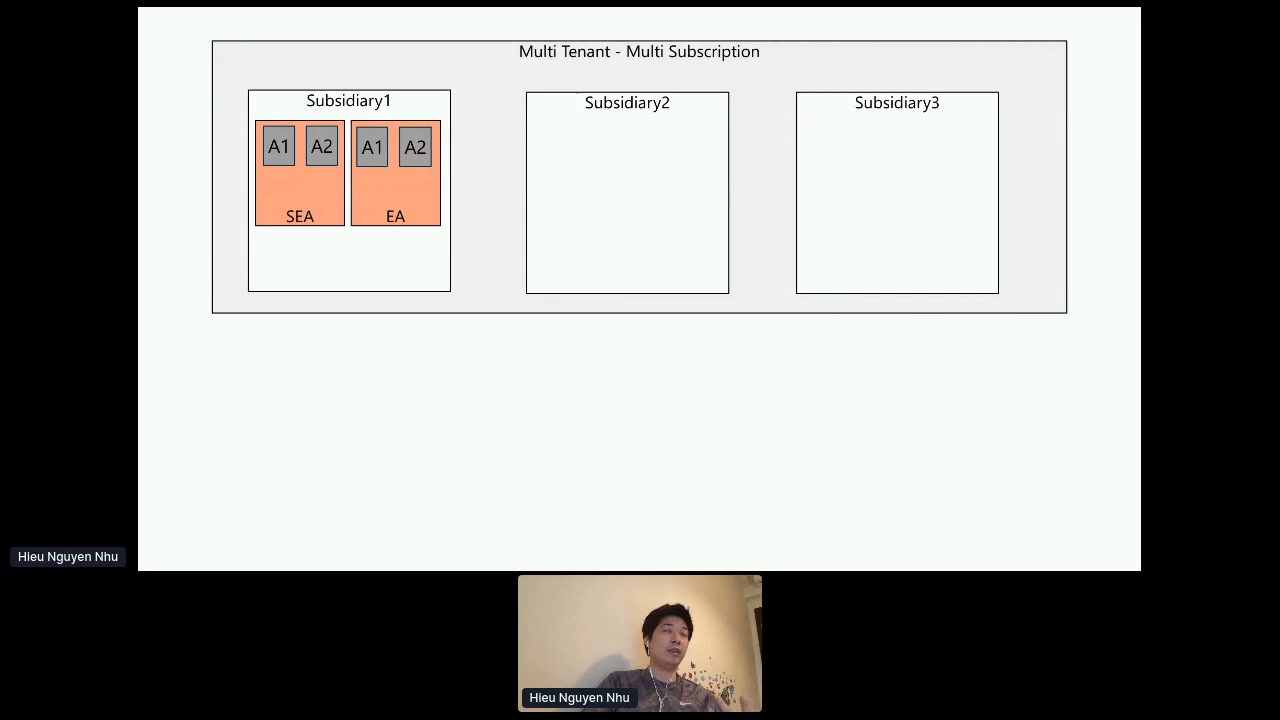 Multi Tenant - Multi Subscription
Subsidiary1
Subsidiary2
Subsidiary3
A1
A2
A1
A2
SEA
EA
Hieu Nguyen Nhu
Hieu Nguyen Nhu